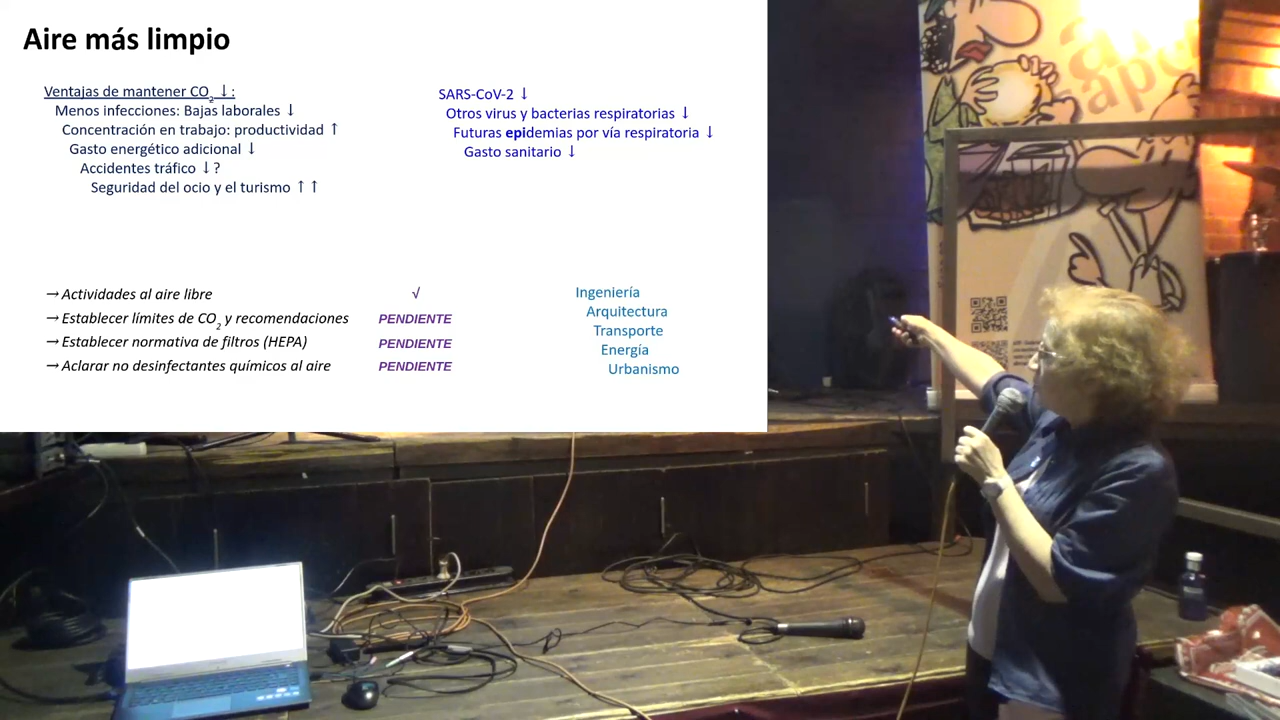 Aire más limpio
Ventajas de mantener CO2 ↓:
Menos infecciones: Bajas laborales ↓
Concentración en trabajo: productividad ↑
Gasto energético adicional ↓
Accidentes tráfico ↓?
Seguridad del ocio y el turismo ↑↑
SARS-CoV-2 ↓
Otros virus y bacterias respiratorias ↓
Futuras epidemias por vía respiratoria ↓
Gasto sanitario ↓
→ Actividades al aire libre √
→ Establecer límites de CO2 y recomendaciones PENDIENTE
→ Establecer normativa de filtros (HEPA) PENDIENTE
→ Aclarar no desinfectantes químicos al aire PENDIENTE
Ingeniería
Arquitectura
Transporte
Energía
Urbanismo